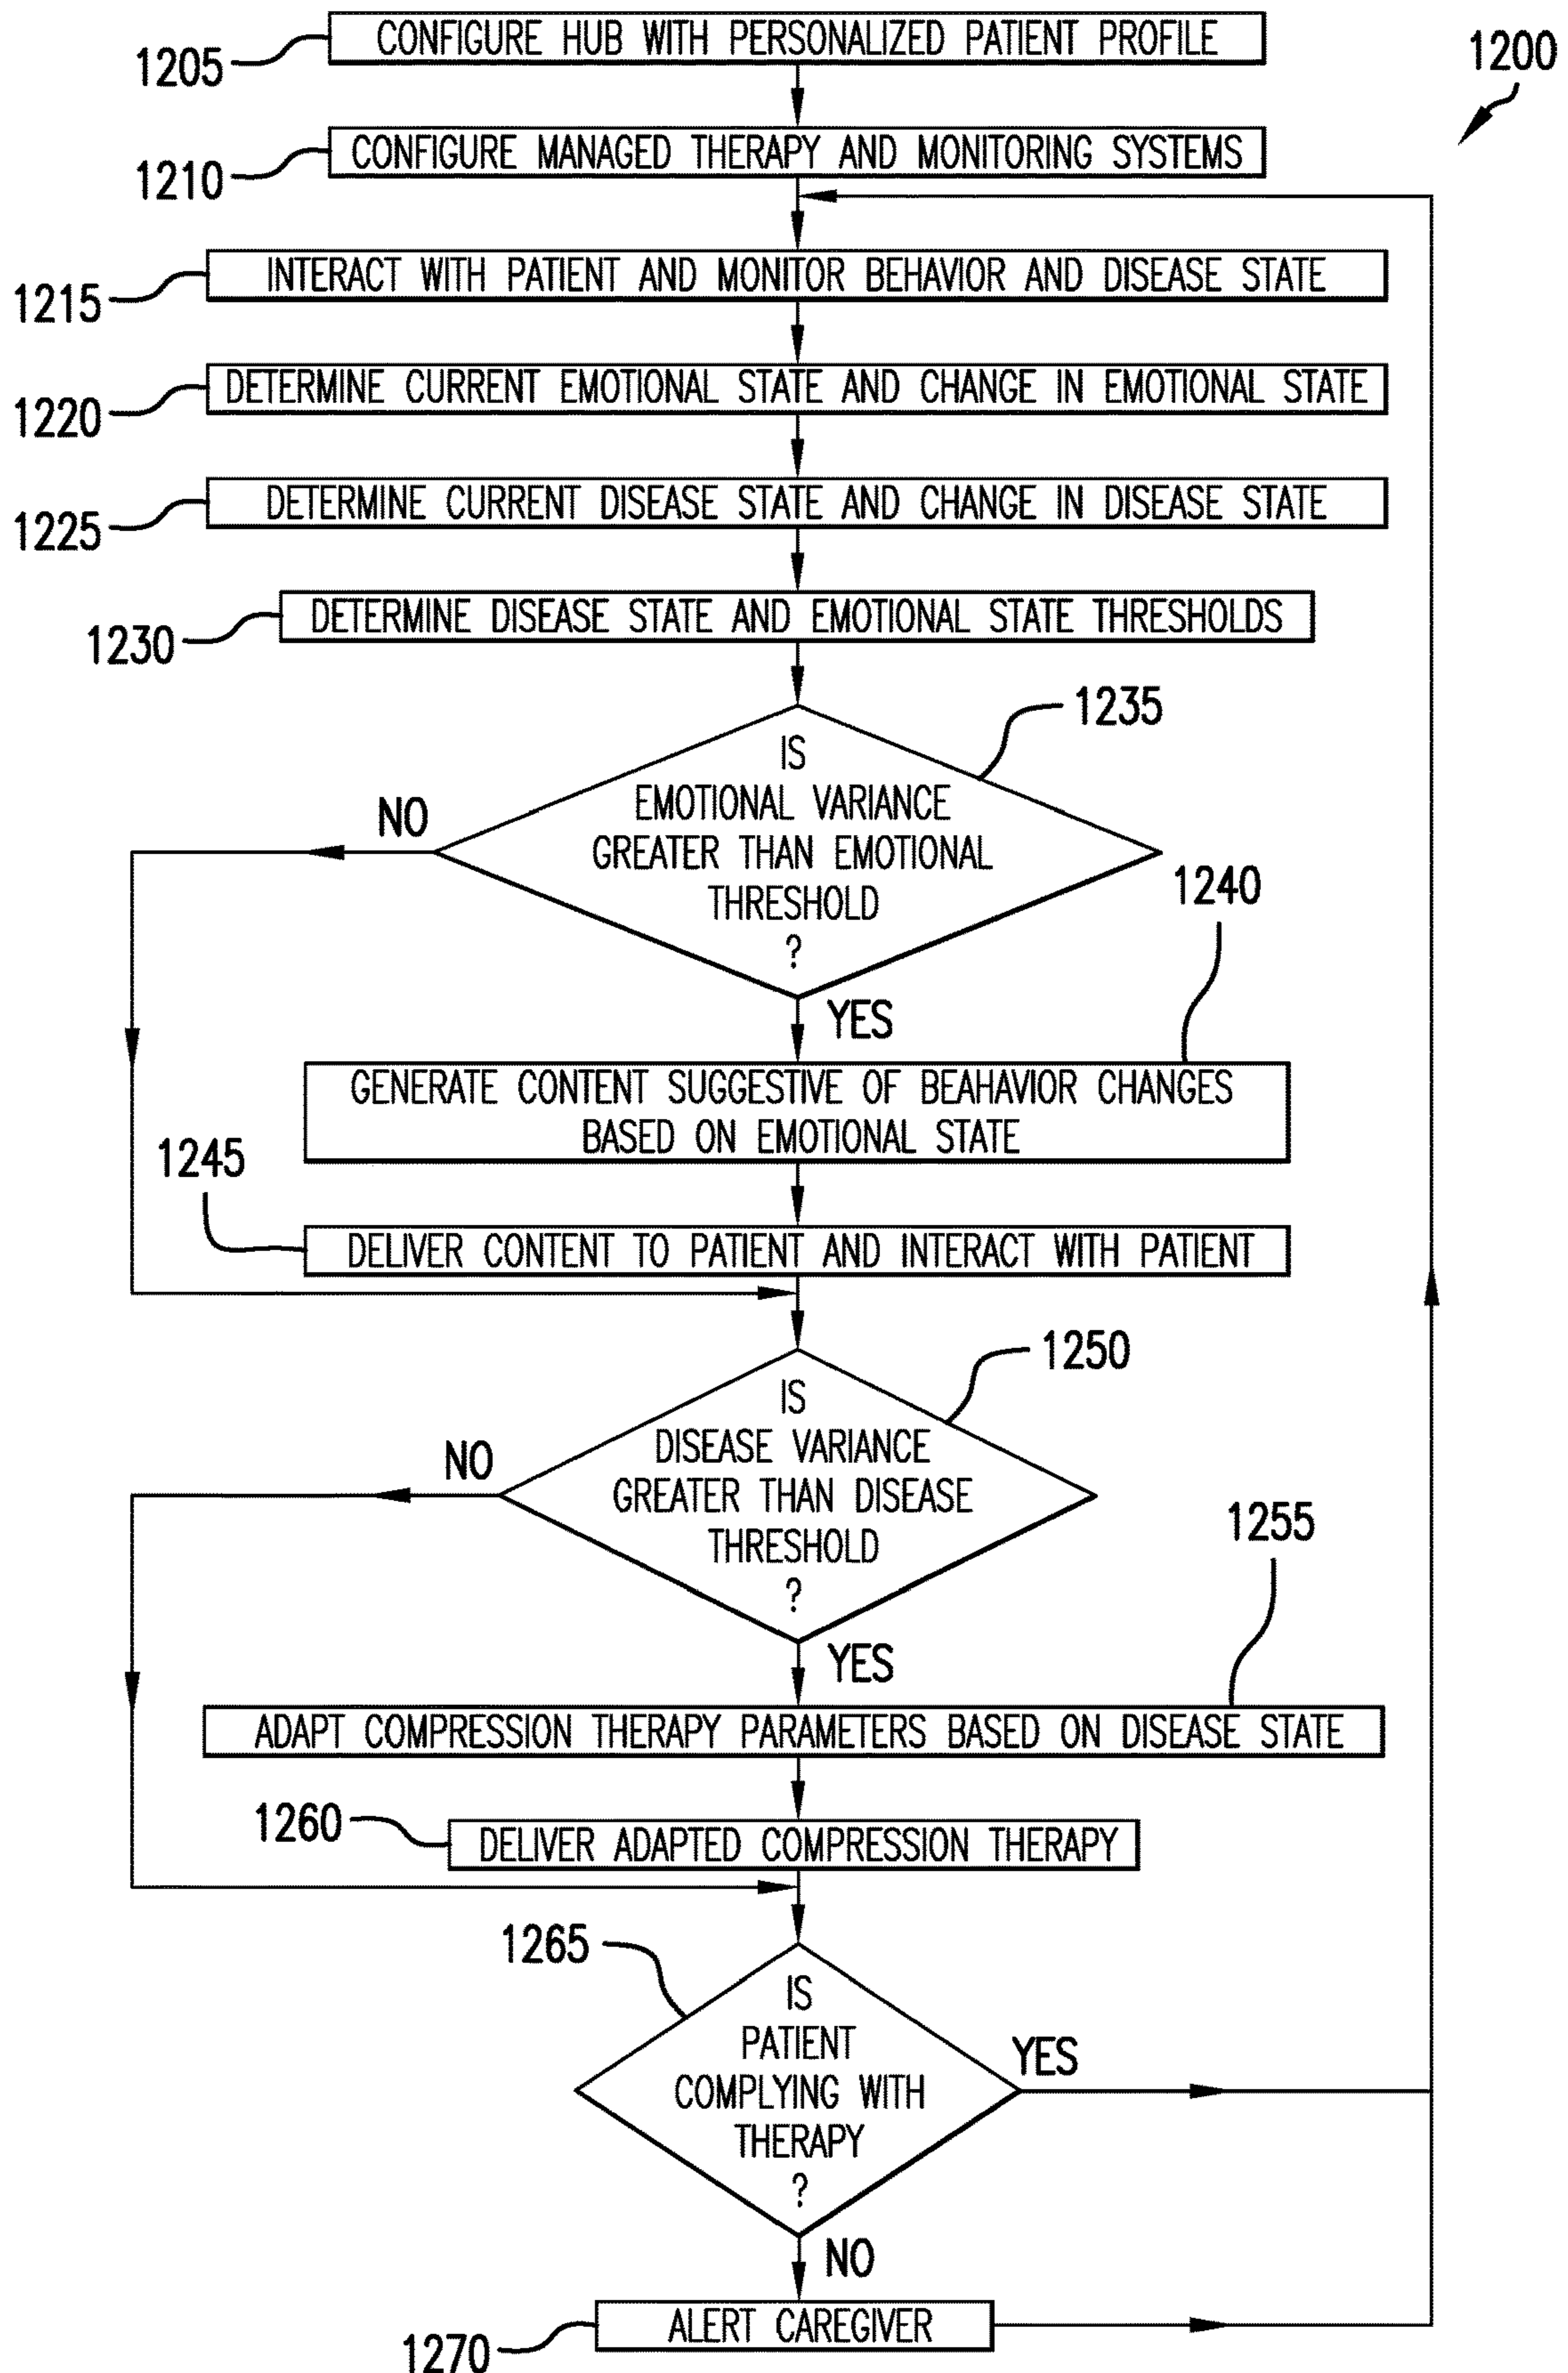 CONFIGURE HUB WITH PERSONALIZED PATIENT PROFILE
1205
1200
CONFIGURE MANAGED THERAPY AND MONITORING SYSTEMS
1210
INTERACT WITH PATIENT AND MONITOR BEHAVIOR AND DISEASE STATE
1215
DETERMINE CURRENT EMOTIONAL STATE AND CHANGE IN EMOTIONAL STATE
1220
DETERMINE CURRENT DISEASE STATE AND CHANGE IN DISEASE STATE
1225
DETERMINE DISEASE STATE AND EMOTIONAL STATE THRESHOLDS
1230
1235
IS
EMOTIONAL VARIANCE
GREATER THAN EMOTIONAL
THRESHOLD
?
NO
YES
1240
GENERATE CONTENT SUGGESTIVE OF BEAHAVIOR CHANGES
BASED ON EMOTIONAL STATE
1245
DELIVER CONTENT TO PATIENT AND INTERACT WITH PATIENT
1250
IS
DISEASE VARIANCE
GREATER THAN DISEASE
THRESHOLD
?
NO
YES
1255
ADAPT COMPRESSION THERAPY PARAMETERS BASED ON DISEASE STATE
1260
DELIVER ADAPTED COMPRESSION THERAPY
1265
IS
PATIENT
COMPLYING WITH
THERAPY
?
YES
NO
ALERT CAREGIVER
1270